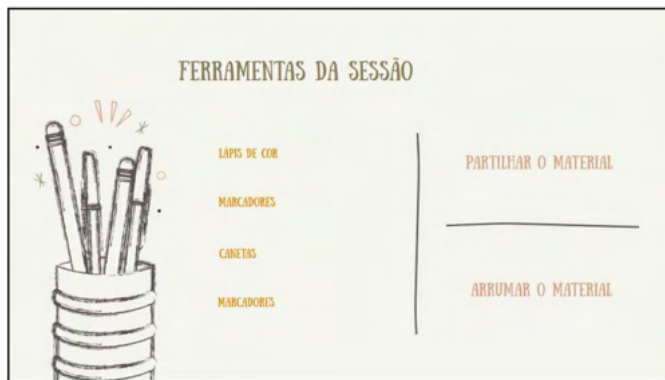 FERRAMENTAS DA SESSÃO
LÁPIS DE COR
MARCADORES
CANETAS
MARCADORES
PARTILHAR O MATERIAL
ARRUMAR O MATERIAL